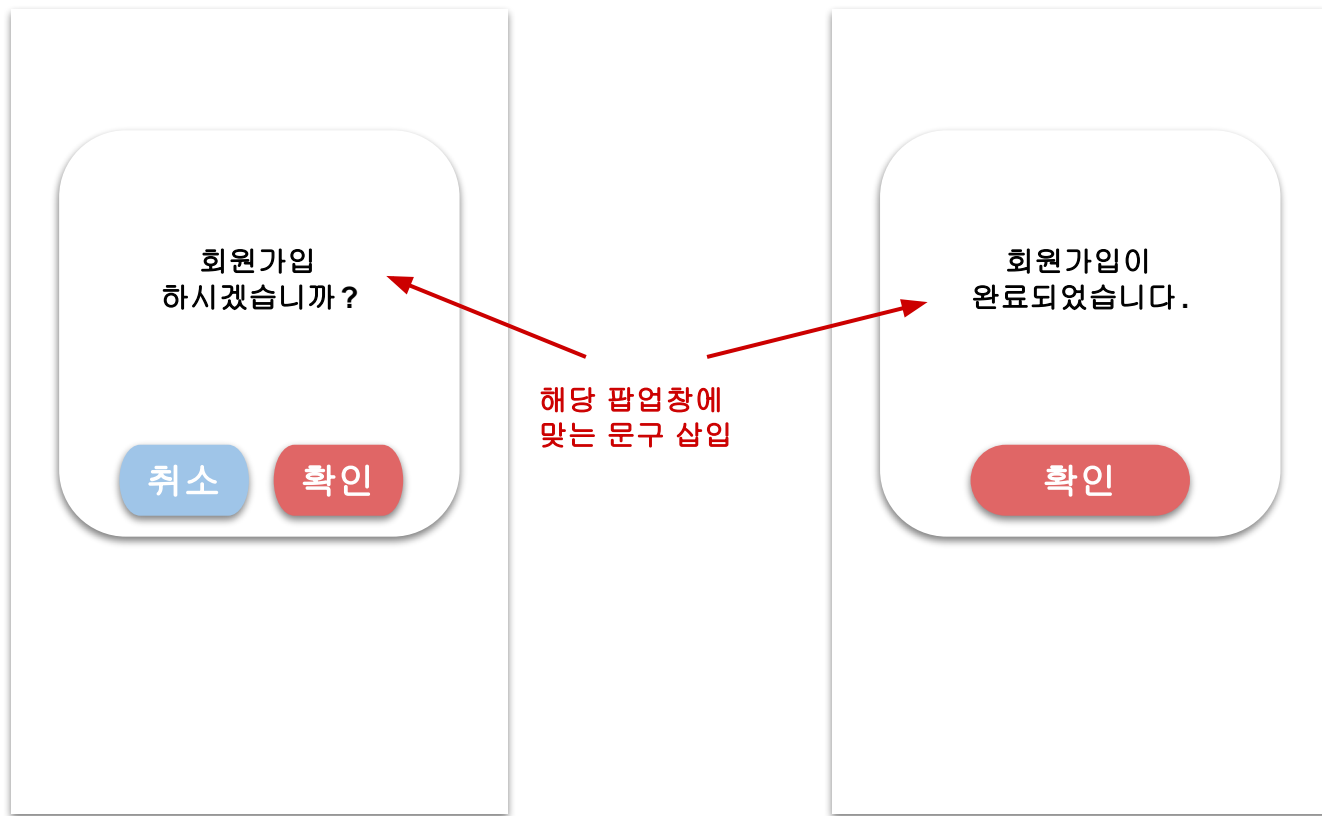 회원가입
하시겠습니까?
취소
확인
해당 팝업창에
맞는 문구 삽입
회원가입이
완료되었습니다.
확인